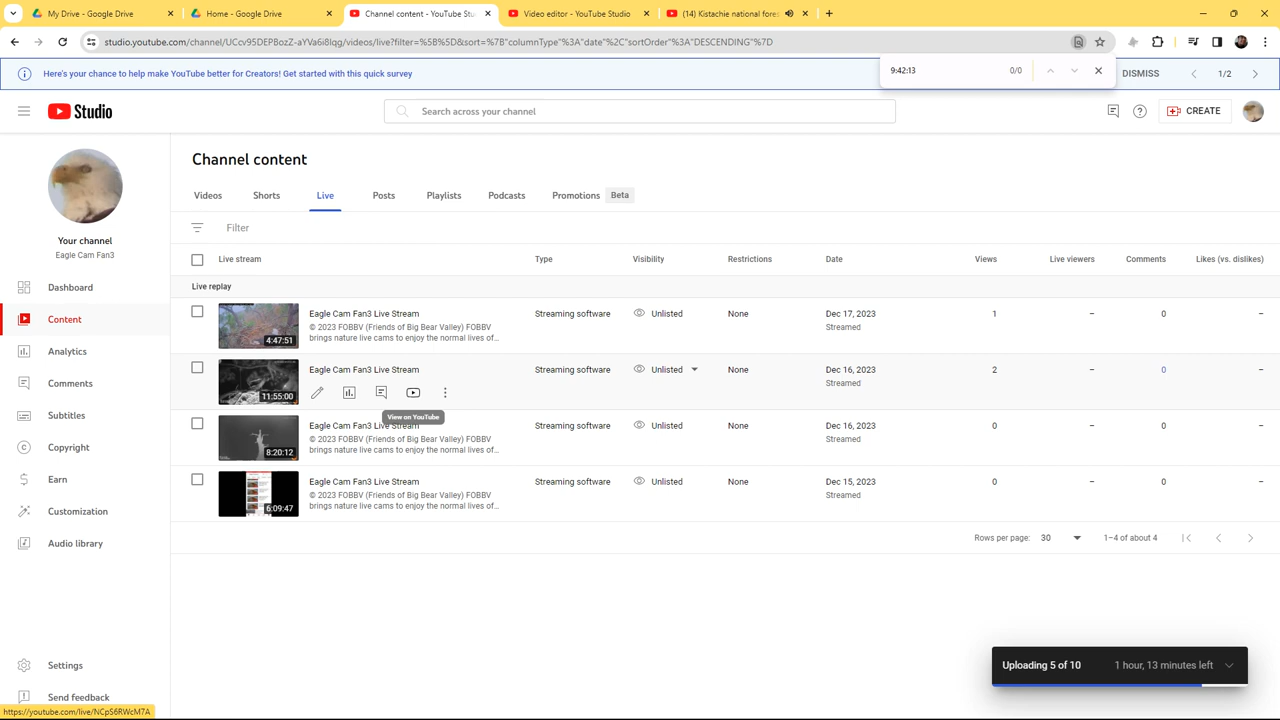 My Drive - Google Drive
Home - Google Drive
Channel content - YouTube Stu
Video editor - YouTube Studio
(14) Kistachie national fores
studio.youtube.com/channel/UCcv95DEPBozZ-aYVa6i8lqg/videos/live?filter=%5B%5D&sort=%7B"columnType"%3A"date"%2C"sortOrder"%3A"DESCENDING"%7D
Here's your chance to help make YouTube better for Creators! Get started with this quick survey
9:42:13
0/0
DISMISS
1/2
Studio
Search across your channel
CREATE
Channel content
Videos
Shorts
Live
Posts
Playlists
Podcasts
Promotions
Beta
Filter
Your channel
Eagle Cam Fan3
Dashboard
Content
Analytics
Comments
Subtitles
Copyright
Earn
Customization
Audio library
Settings
Send feedback
Live stream
Type
Visibility
Restrictions
Date
Views
Live viewers
Comments
Likes (vs. dislikes)
Live replay
4:47:51
Eagle Cam Fan3 Live Stream
© 2023 FOBBV (Friends of Big Bear Valley) FOBBV
brings nature live cams to enjoy the normal lives of…
Streaming software
Unlisted
None
Dec 17, 2023
Streamed
1
–
0
–
11:55:00
Eagle Cam Fan3 Live Stream
Streaming software
Unlisted
None
Dec 16, 2023
Streamed
2
–
0
–
View on YouTube
8:20:12
Eagle Cam Fan3 Live Stream
© 2023 FOBBV (Friends of Big Bear Valley) FOBBV
brings nature live cams to enjoy the normal lives of…
Streaming software
Unlisted
None
Dec 16, 2023
Streamed
0
–
0
–
6:09:47
Eagle Cam Fan3 Live Stream
© 2023 FOBBV (Friends of Big Bear Valley) FOBBV
brings nature live cams to enjoy the normal lives of…
Streaming software
Unlisted
None
Dec 15, 2023
Streamed
0
–
0
–
Rows per page:
30
1–4 of about 4
Uploading 5 of 10
1 hour, 13 minutes left
https://youtube.com/live/NCpS6RWcM7A